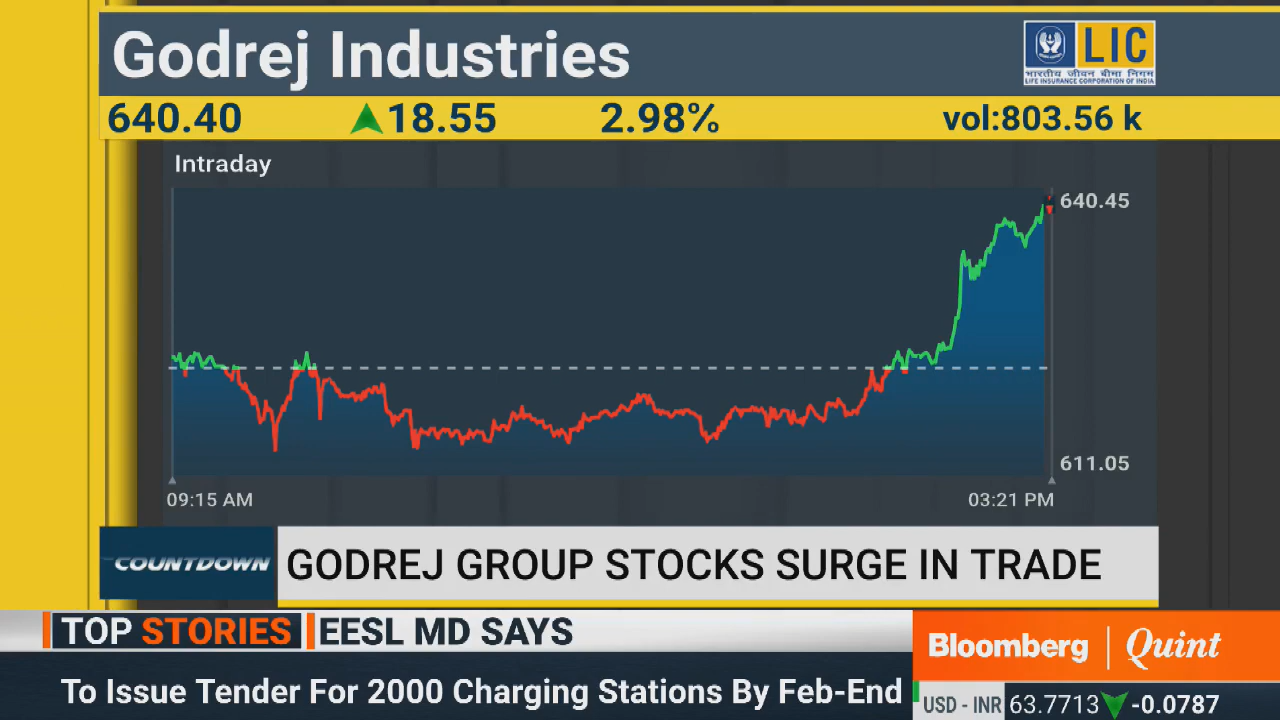 Godrej Industries
LIC
भारतीय जीवन बीमा निगम
LIFE INSURANCE CORPORATION OF INDIA
640.40 18.55 2.98% vol:803.56 k
Intraday
640.45
611.05
09:15 AM 03:21 PM
COUNTDOWN GODREJ GROUP STOCKS SURGE IN TRADE
TOP STORIES EESL MD SAYS
Bloomberg | Quint
To Issue Tender For 2000 Charging Stations By Feb-End
USD - INR 63.7713 -0.0787